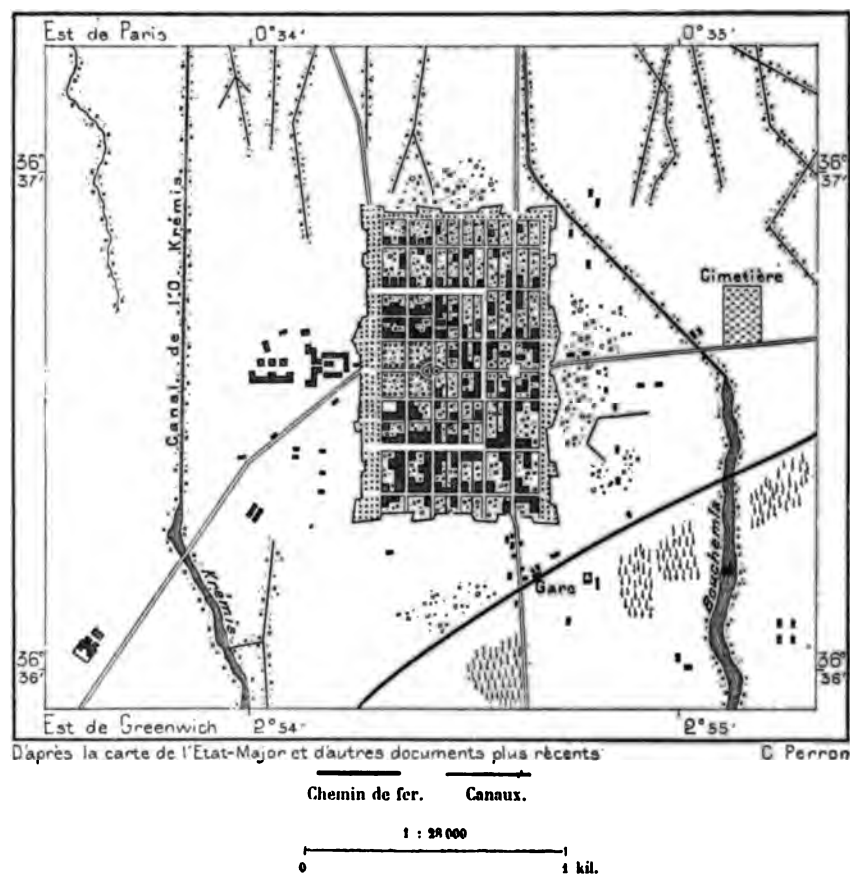 Est de Paris
0° 34'
0° 35'
36° 37'
36° 37'
Canal de l'O Krémis
Cimetière
Krémis
Gare
Bouchemla
36° 36'
36° 36'
Est de Greenwich
2° 54'
2° 55'
D'après la carte de l'Etat-Major et d'autres documents plus récents
C Perron
Chemin de fer.
Canaux.
1 : 28 000
0
1 kil.